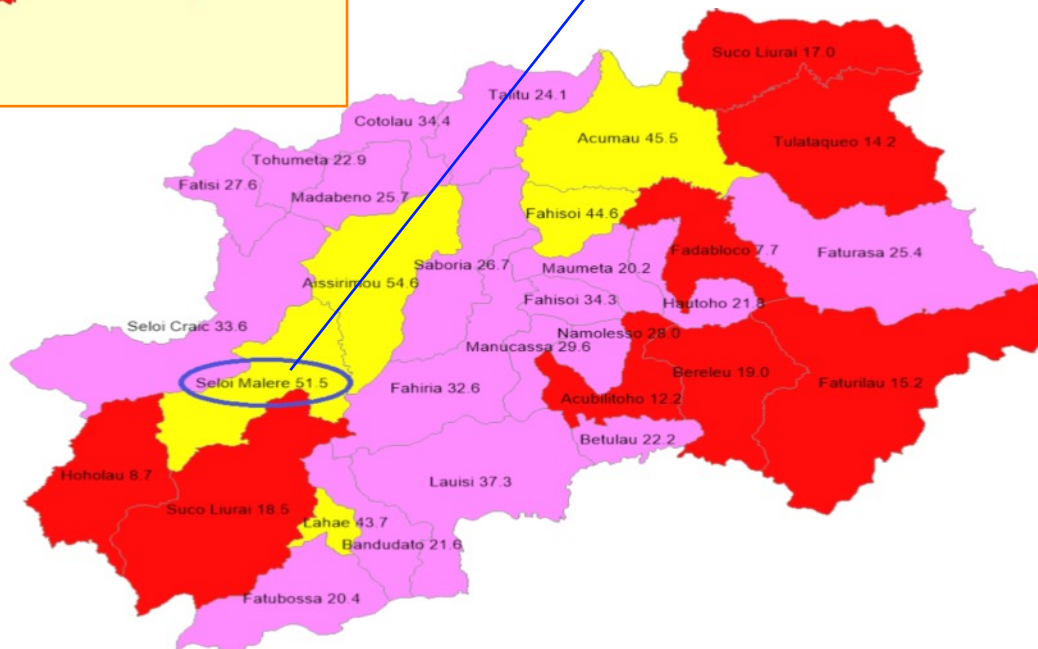 Suco Liurai 17.0
Talitu 24.1
Cotolau 34.4
Acumau 45.5
Tulataqueo 14.2
Tohumeta 22.9
Fatisi 27.6
Madabeno 25.7
Fahisoi 44.6
Fadabloco 7.7
Faturasa 25.4
Saboria 26.7
Maumeta 20.2
Aissirimou 54.6
Fahisoi 34.3
Hautoho 21.8
Seloi Craic 33.6
Namolesso 28.0
Manucassa 29.6
Bereleu 19.0
Seloi Malere 51.5
Fahiria 32.6
Faturilau 15.2
Acubilitoho 12.2
Betulau 22.2
Hoholau 8.7
Lauisi 37.3
Suco Liurai 18.5
Lahae 43.7
Bandudato 21.6
Fatubossa 20.4